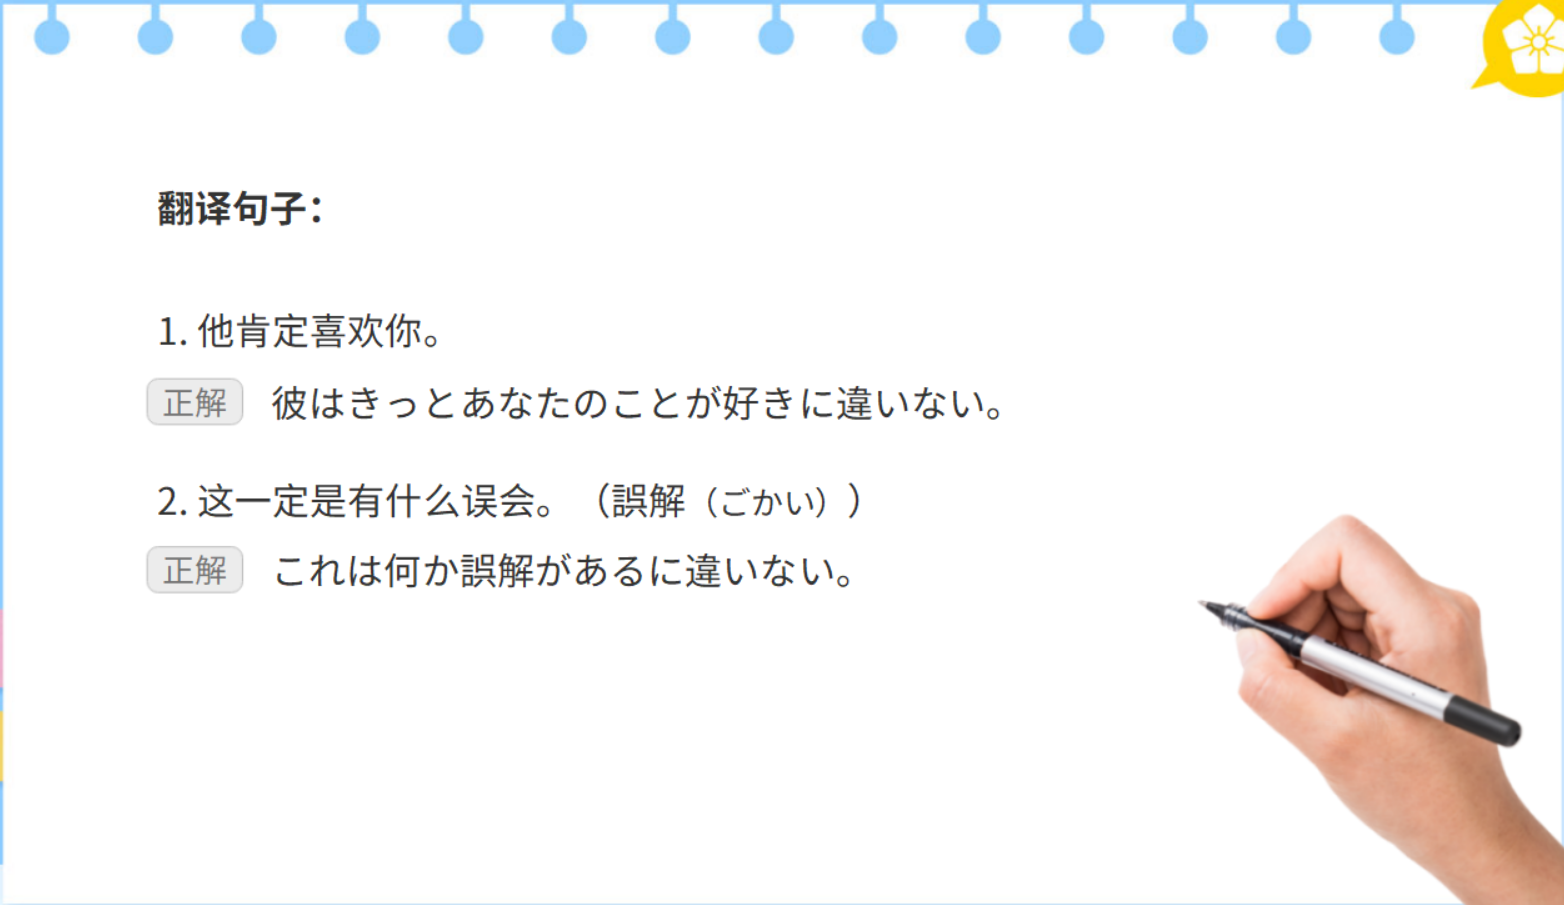 翻译句子：
1. 他肯定喜欢你。
正解 彼はきっとあなたのことが好きに違いない。
2. 这一定是有什么误会。（誤解（ごかい））
正解 これは何か誤解があるに違いない。